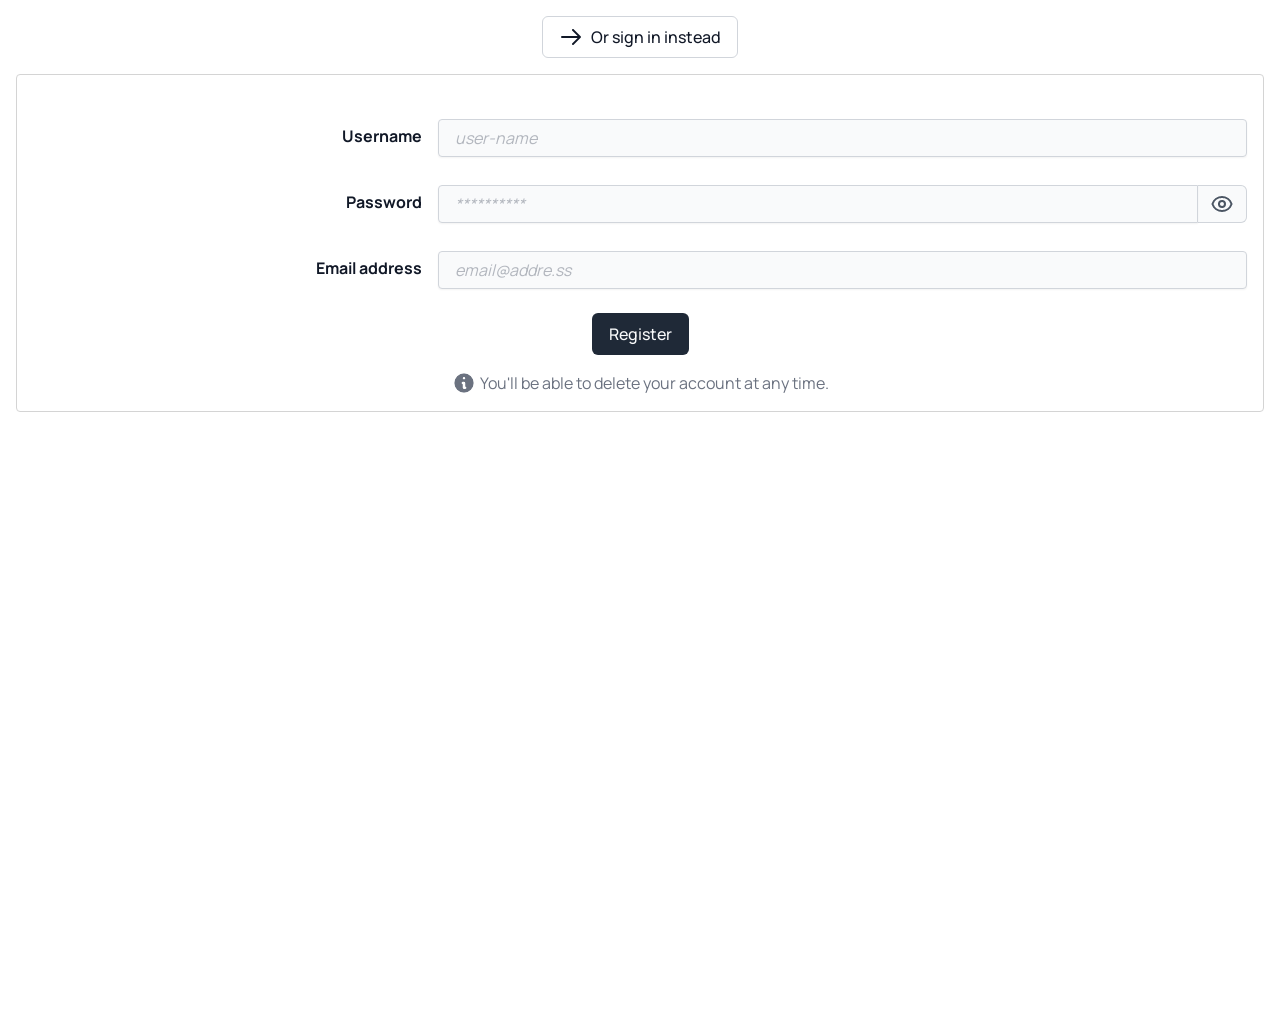 Or sign in instead
Username
user-name
Password
**********
Email address
email@addre.ss
Register
You'll be able to delete your account at any time.